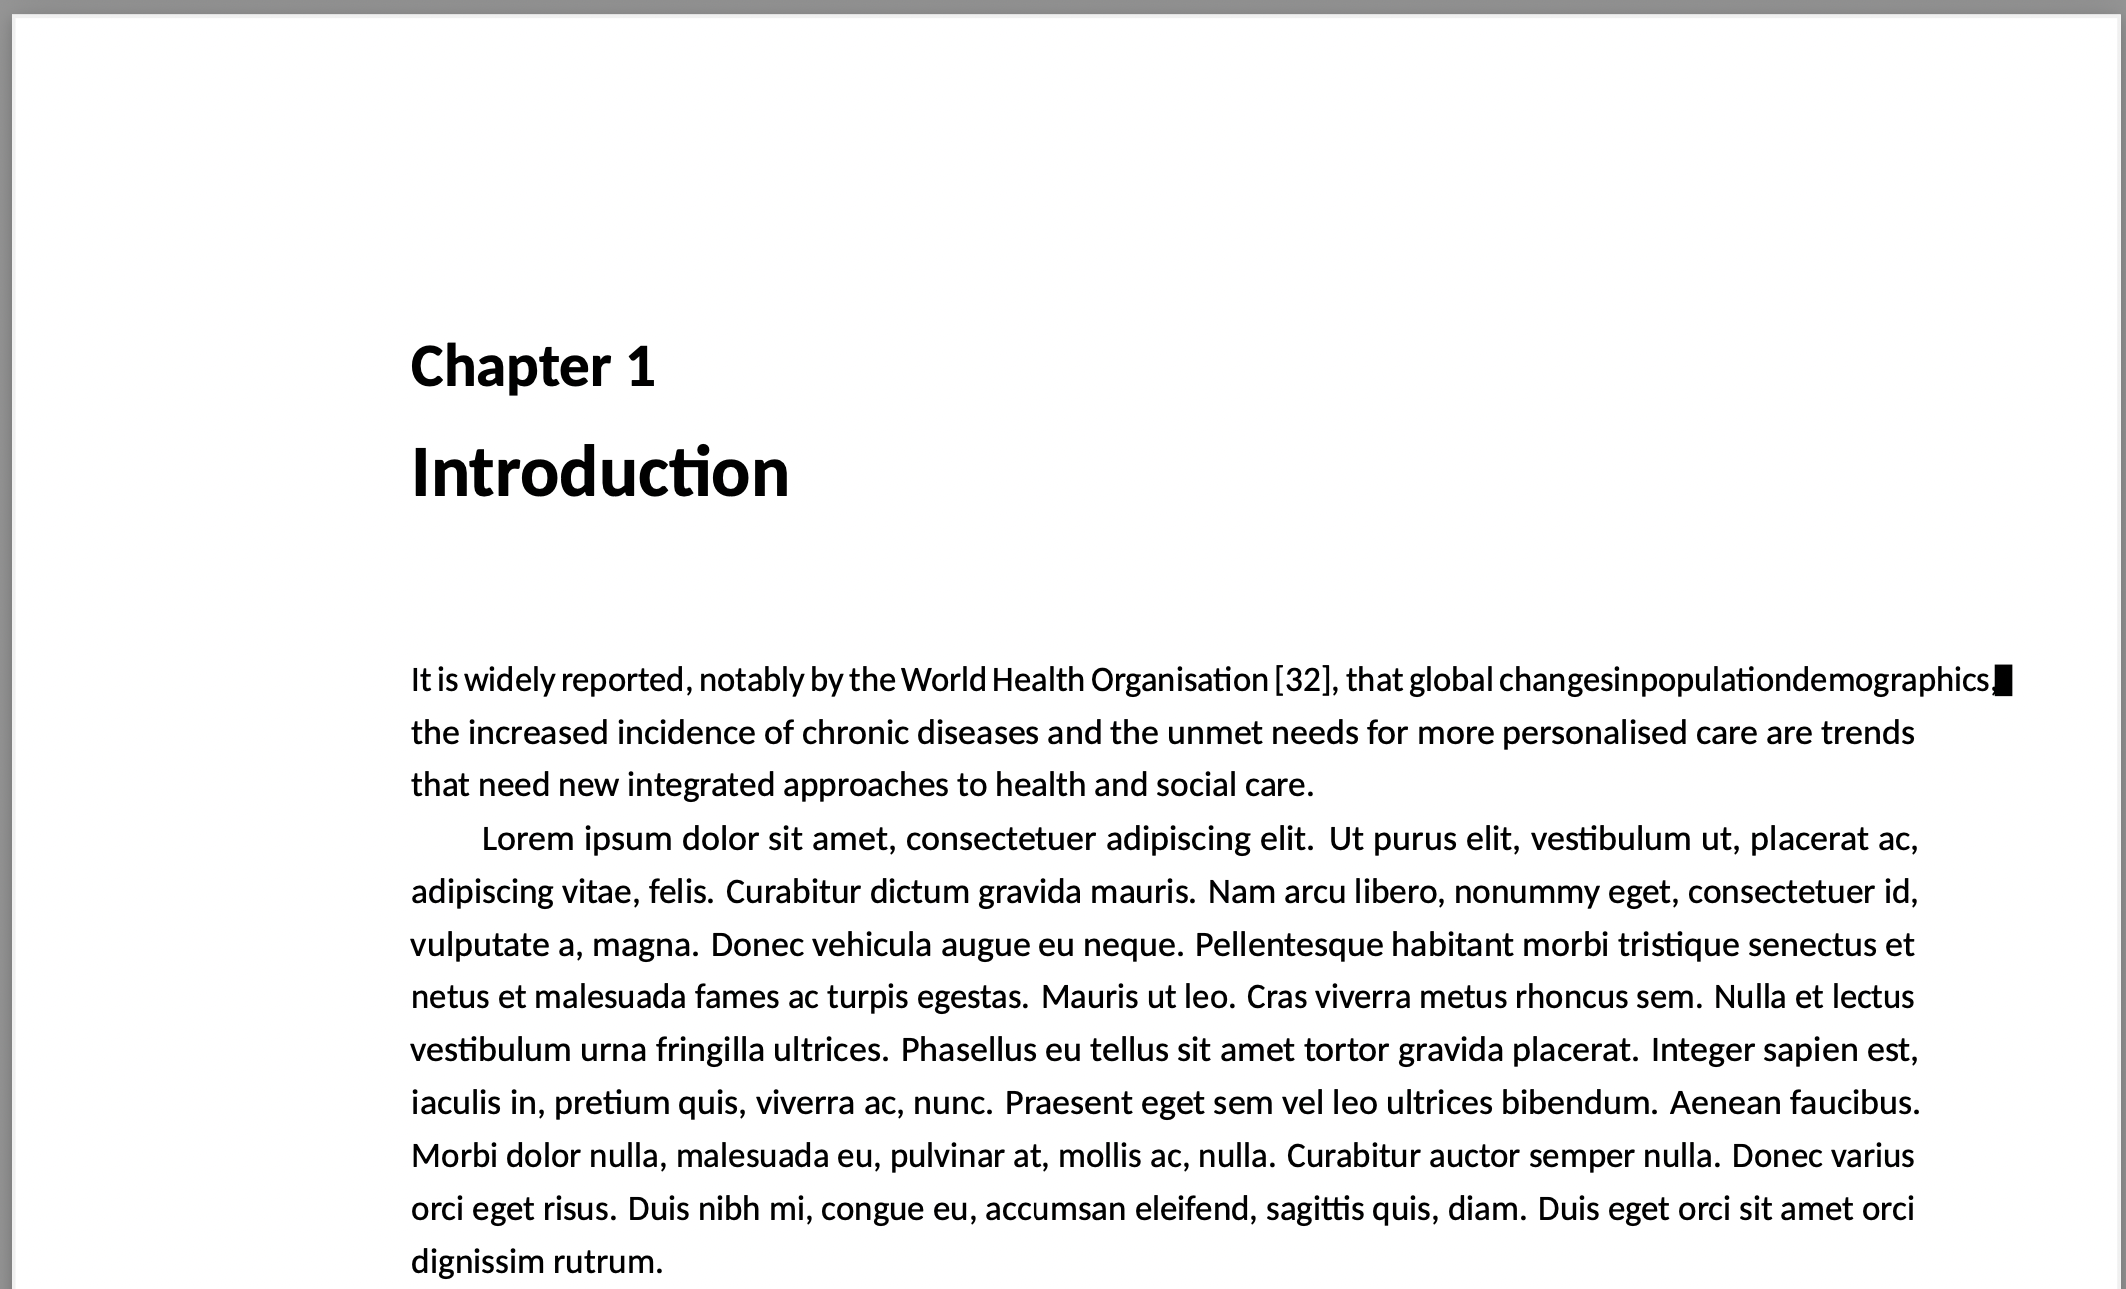 Chapter 1
Introduction
It is widely reported, notably by the World Health Organisation [32], that global changesinpopulationdemographics,
the increased incidence of chronic diseases and the unmet needs for more personalised care are trends
that need new integrated approaches to health and social care.
Lorem ipsum dolor sit amet, consectetuer adipiscing elit. Ut purus elit, vestibulum ut, placerat ac,
adipiscing vitae, felis. Curabitur dictum gravida mauris. Nam arcu libero, nonummy eget, consectetuer id,
vulputate a, magna. Donec vehicula augue eu neque. Pellentesque habitant morbi tristique senectus et
netus et malesuada fames ac turpis egestas. Mauris ut leo. Cras viverra metus rhoncus sem. Nulla et lectus
vestibulum urna fringilla ultrices. Phasellus eu tellus sit amet tortor gravida placerat. Integer sapien est,
iaculis in, pretium quis, viverra ac, nunc. Praesent eget sem vel leo ultrices bibendum. Aenean faucibus.
Morbi dolor nulla, malesuada eu, pulvinar at, mollis ac, nulla. Curabitur auctor semper nulla. Donec varius
orci eget risus. Duis nibh mi, congue eu, accumsan eleifend, sagittis quis, diam. Duis eget orci sit amet orci
dignissim rutrum.